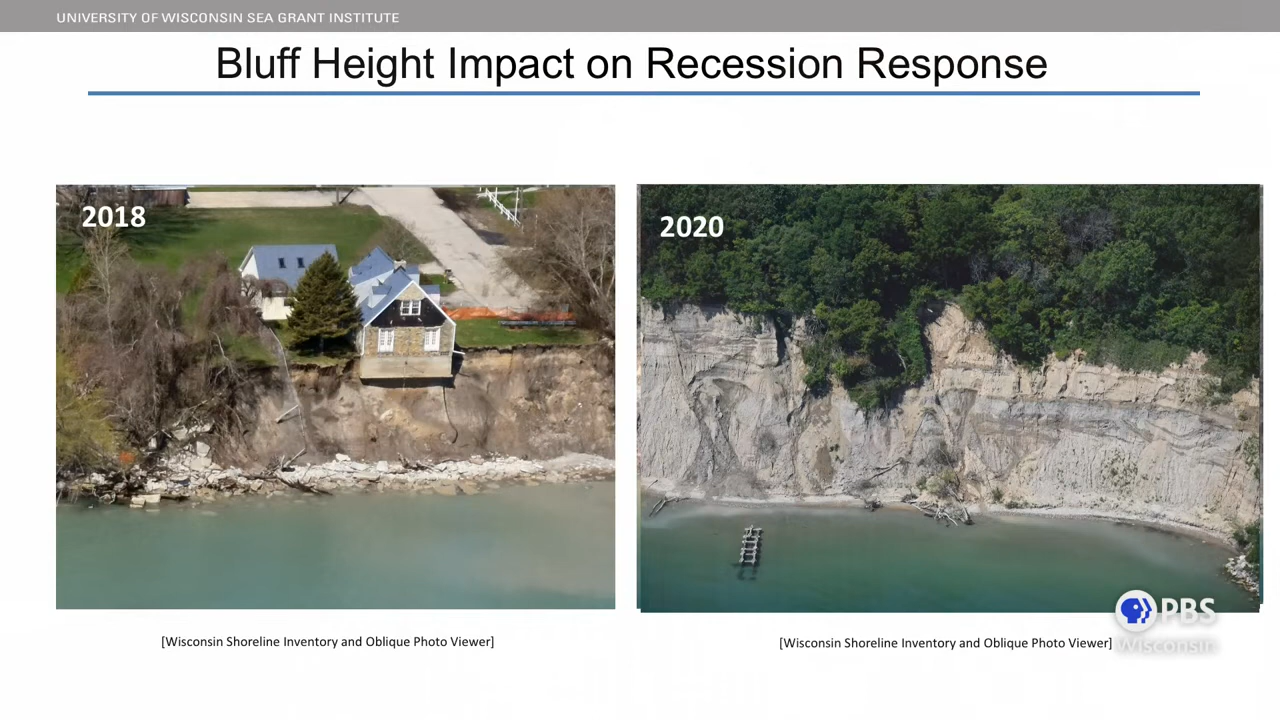 UNIVERSITY OF WISCONSIN SEA GRANT INSTITUTE
Bluff Height Impact on Recession Response
2018
2020
[Wisconsin Shoreline Inventory and Oblique Photo Viewer]
[Wisconsin Shoreline Inventory and Oblique Photo Viewer]
PBS
Wisconsin